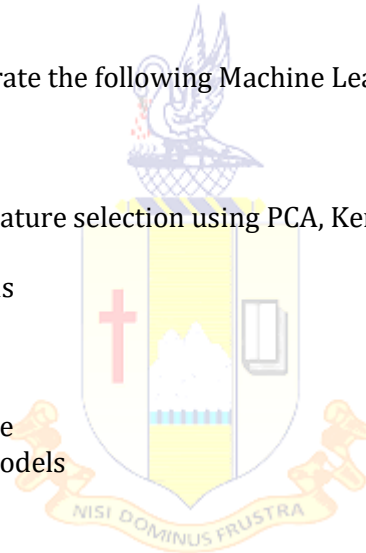 rate the following Machine Lea
ature selection using PCA, Ker
s
e
odels
NISI DOMINUS FRUSTRA